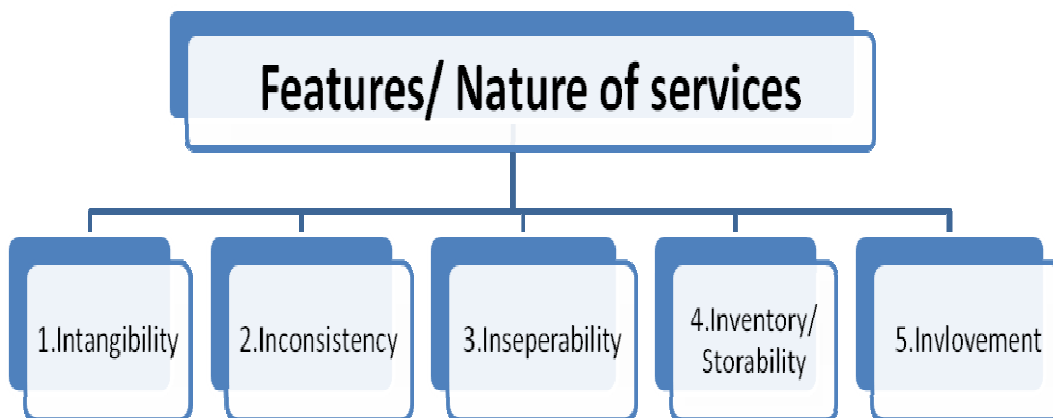 Features/ Nature of services
1.Intangibility
2.Inconsistency
3.Inseperability
4.Inventory/
Storability
5.Invlovement